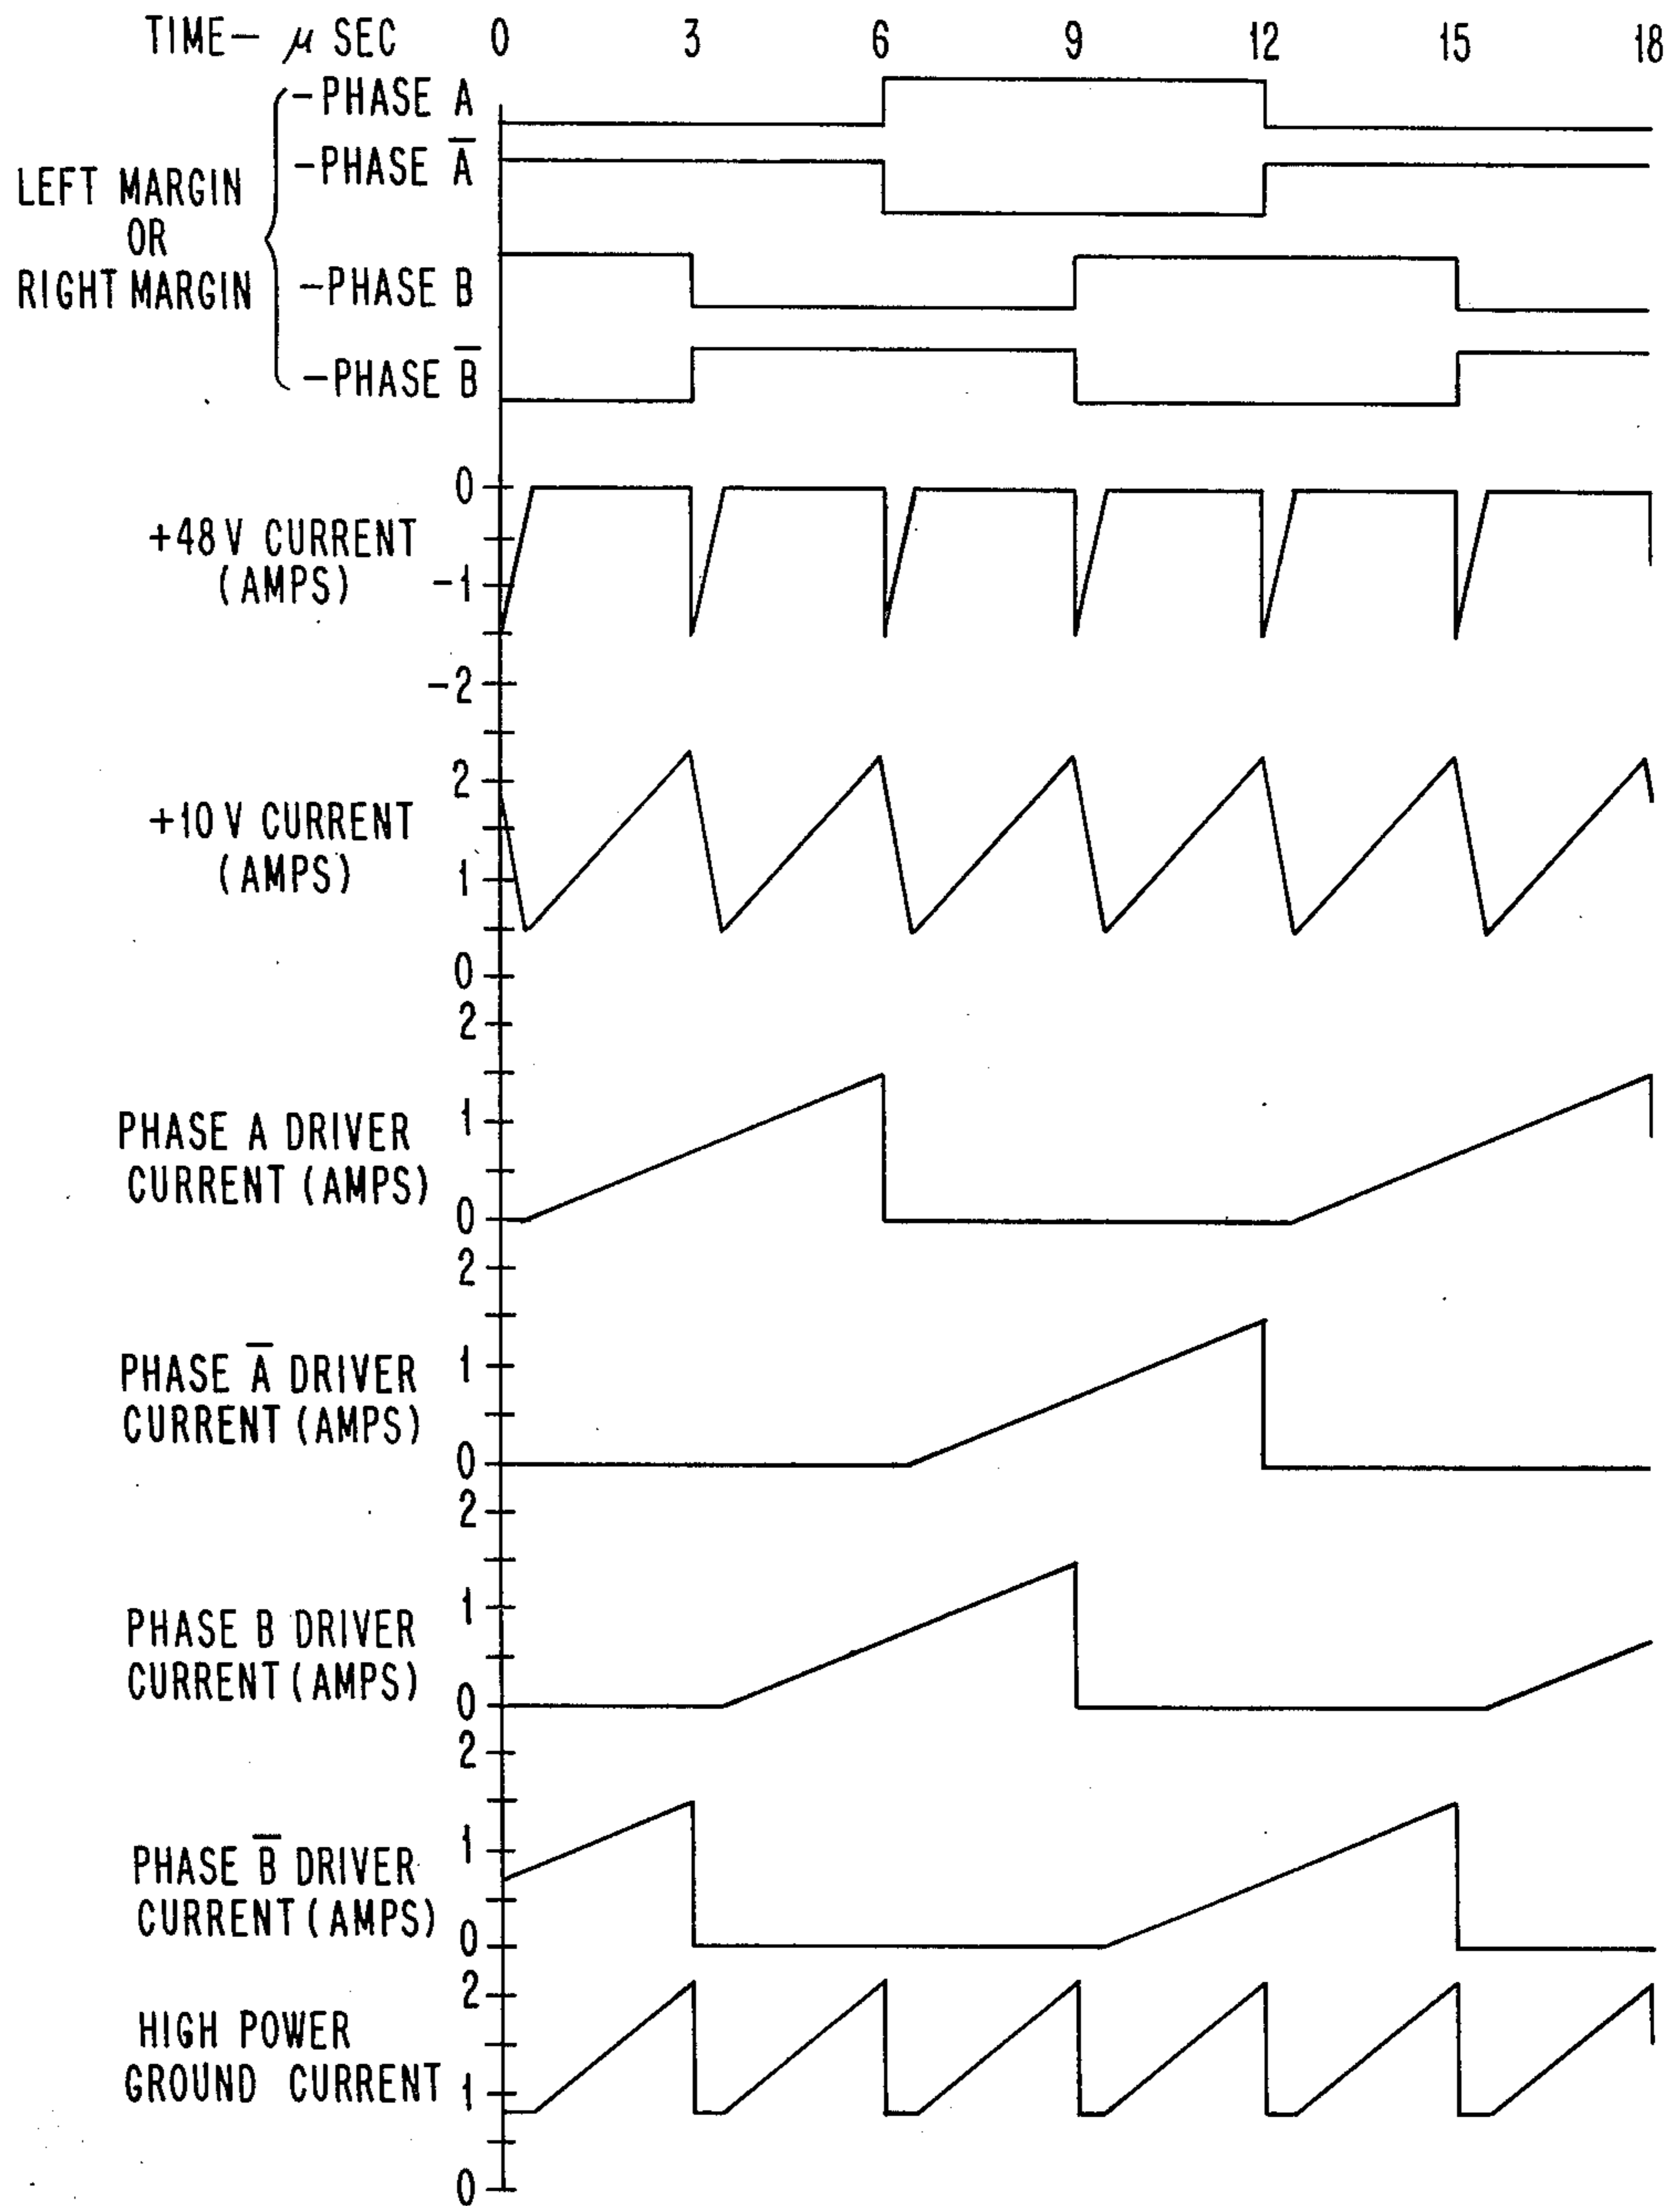 TIME— μ SEC 0 3 6 9 12 15 18
-PHASE A
-PHASE A̅
LEFT MARGIN
OR
RIGHT MARGIN
-PHASE B
-PHASE B̅
0
+48 V CURRENT
(AMPS)
-1
-2
2
+10 V CURRENT
(AMPS)
1
0
2
PHASE A DRIVER
CURRENT (AMPS)
1
0
2
PHASE A̅ DRIVER
CURRENT (AMPS)
1
0
2
PHASE B DRIVER
CURRENT (AMPS)
1
0
2
PHASE B̅ DRIVER
CURRENT (AMPS)
1
0
2
HIGH POWER
GROUND CURRENT
1
0